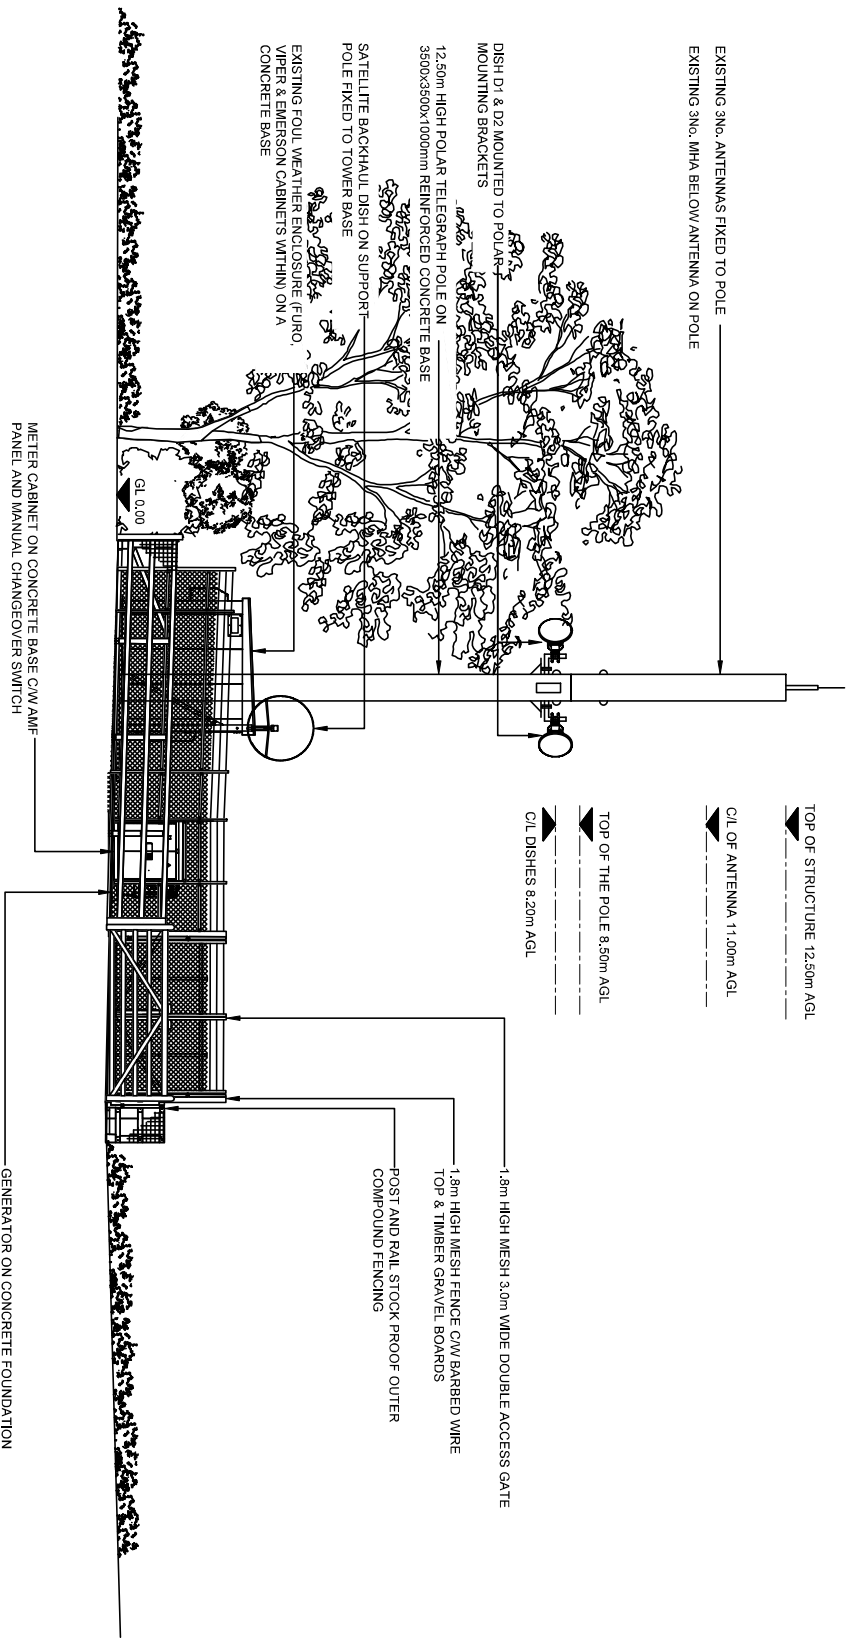 EXISTING 3No. ANTENNAS FIXED TO POLE
EXISTING 3No. MHA BELOW ANTENNA ON POLE
DISH D1 & D2 MOUNTED TO POLAR
MOUNTING BRACKETS
12.50m HIGH POLAR TELEGRAPH POLE ON
3500x3500x1000mm REINFORCED CONCRETE BASE
SATELLITE BACKHAUL DISH ON SUPPORT
POLE FIXED TO TOWER BASE
EXISTING FOUL WEATHER ENCLOSURE (FURO,
VIPER & EMERSON CABINETS WITHIN) ON A
CONCRETE BASE
GL 0.00
METER CABINET ON CONCRETE BASE C/W AMF
PANEL AND MANUAL CHANGEOVER SWITCH
TOP OF STRUCTURE 12.50m AGL
C/L OF ANTENNA 11.00m AGL
TOP OF THE POLE 8.50m AGL
C/L DISHES 8.20m AGL
1.8m HIGH MESH 3.0m WIDE DOUBLE ACCESS GATE
1.8m HIGH MESH FENCE C/W BARBED WIRE
TOP & TIMBER GRAVEL BOARDS
POST AND RAIL STOCK PROOF OUTER
COMPOUND FENCING
GENERATOR ON CONCRETE FOUNDATION